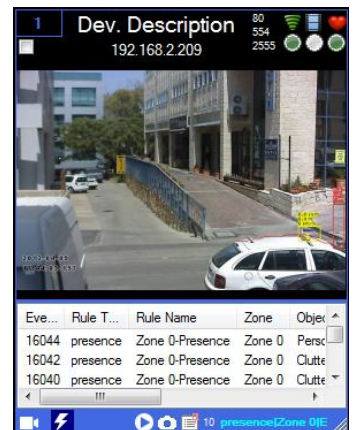 1 Dev. Description 80
554
192.168.2.209 2555
Eve... Rule T... Rule Name Zone Objec
16044 presence Zone 0-Presence Zone 0 Perso
16042 presence Zone 0-Presence Zone 0 Clutte
16040 presence Zone 0-Presence Zone 0 Clutte
10 presence|Zone 0|E